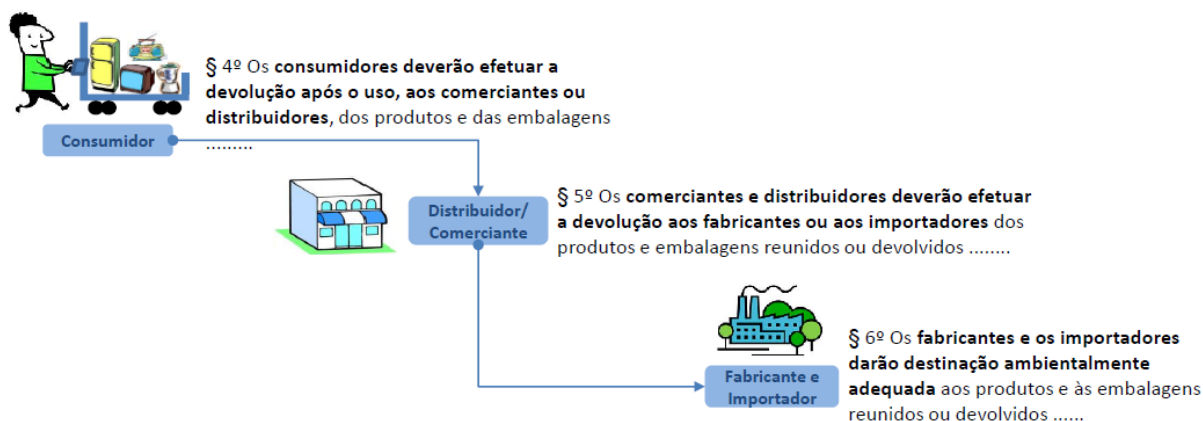 § 4º Os consumidores deverão efetuar a
devolução após o uso, aos comerciantes ou
distribuidores, dos produtos e das embalagens
.........
Consumidor
§ 5º Os comerciantes e distribuidores deverão efetuar
a devolução aos fabricantes ou aos importadores dos
produtos e embalagens reunidos ou devolvidos ........
Distribuidor/
Comerciante
§ 6º Os fabricantes e os importadores
darão destinação ambientalmente
adequada aos produtos e às embalagens
reunidos ou devolvidos ......
Fabricante e
Importador